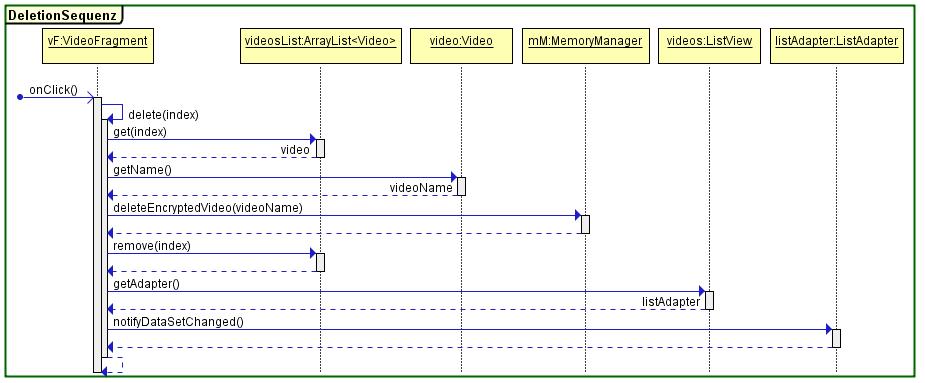 DeletionSequenz
vF:VideoFragment
videosList:ArrayList<Video>
video:Video
mM:MemoryManager
videos:ListView
listAdapter:ListAdapter
onClick()
delete(index)
get(index)
video
getName()
videoName
deleteEncryptedVideo(videoName)
remove(index)
getAdapter()
listAdapter
notifyDataSetChanged()